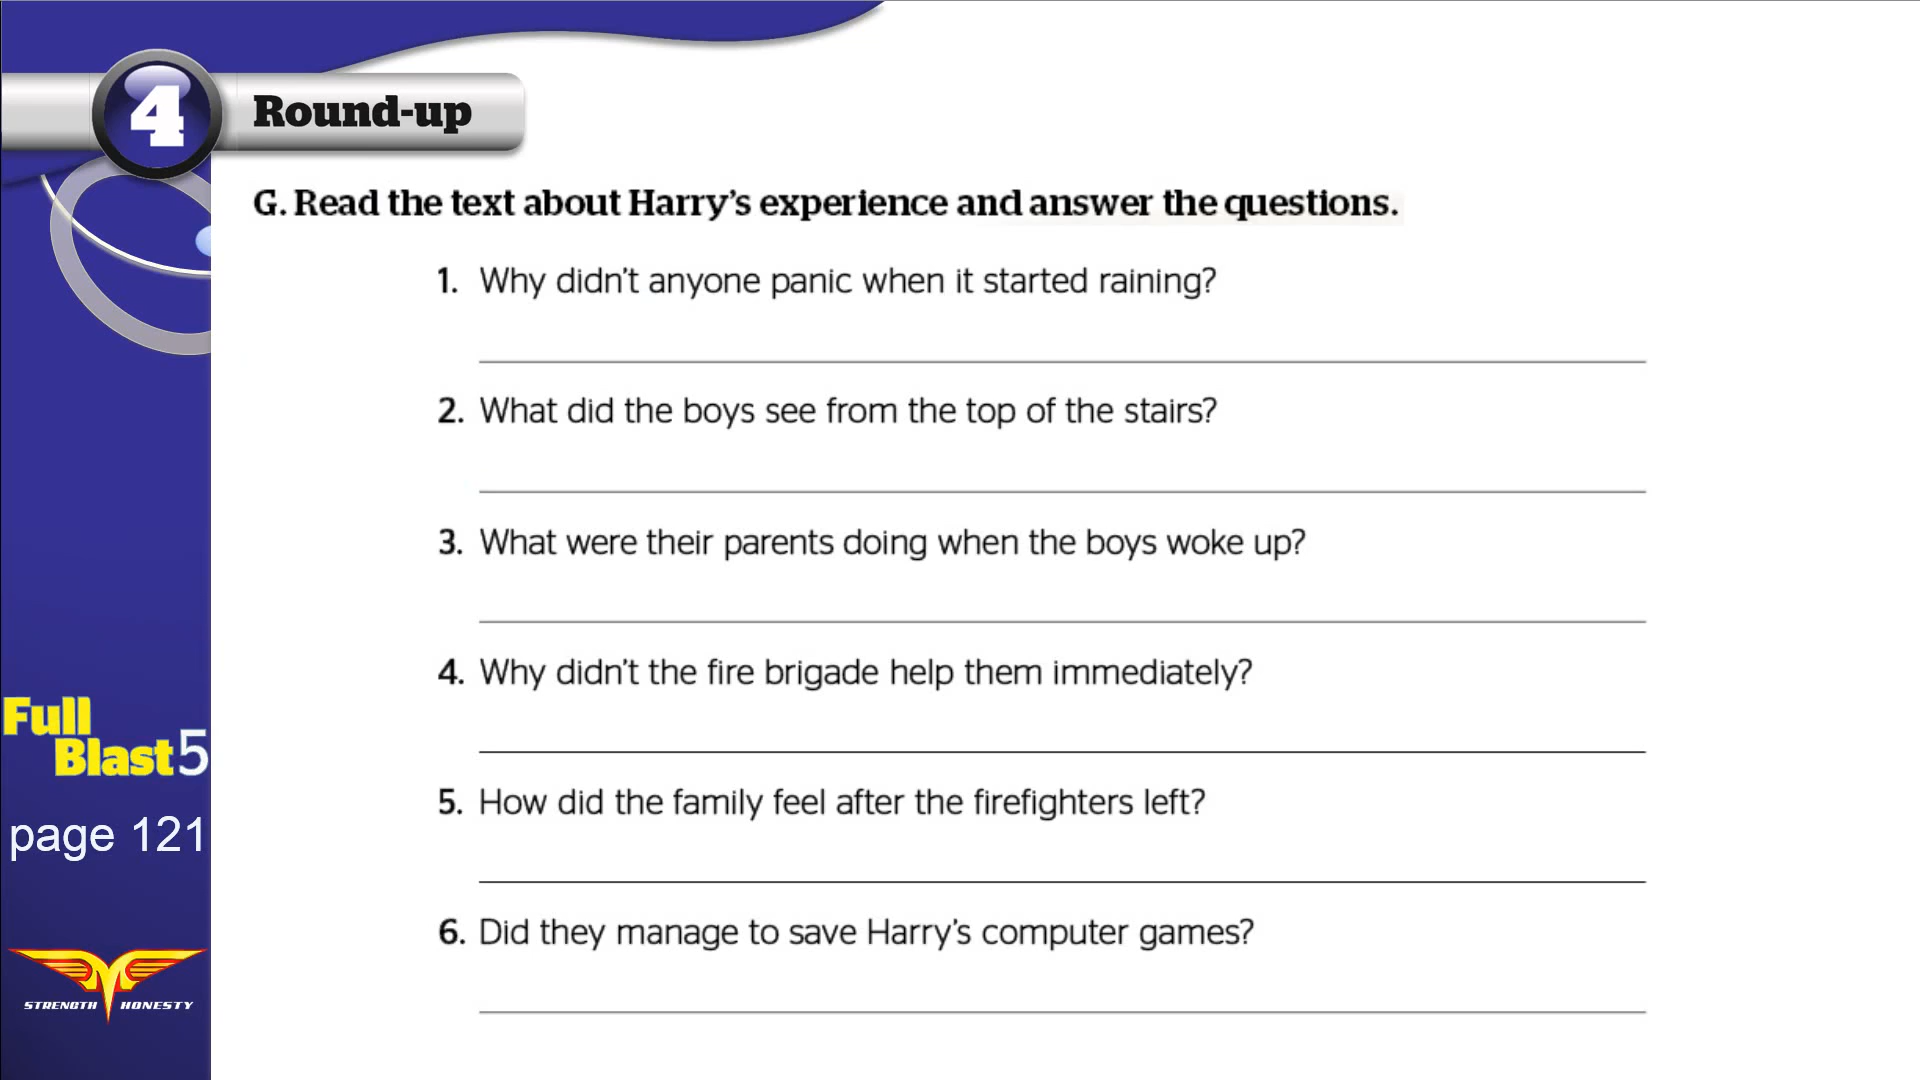 4 Round-up
G. Read the text about Harry's experience and answer the questions.
1. Why didn't anyone panic when it started raining?
2. What did the boys see from the top of the stairs?
3. What were their parents doing when the boys woke up?
4. Why didn't the fire brigade help them immediately?
5. How did the family feel after the firefighters left?
6. Did they manage to save Harry's computer games?
Full
Blast 5
page 121
STRENGTH HONESTY